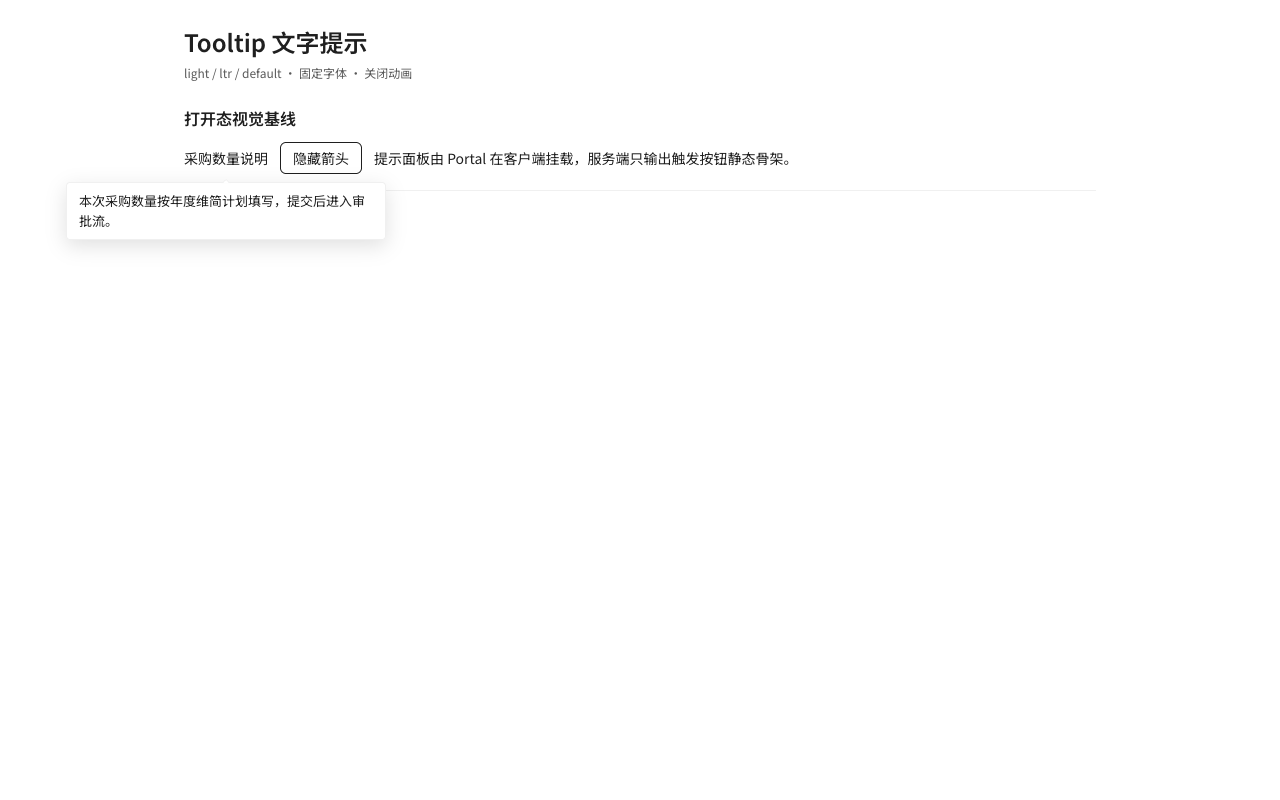 Tooltip 文字提示
light / ltr / default · 固定字体 · 关闭动画
打开态视觉基线
采购数量说明 隐藏箭头 提示面板由 Portal 在客户端挂载，服务端只输出触发按钮静态骨架。
本次采购数量按年度维简计划填写，提交后进入审
批流。